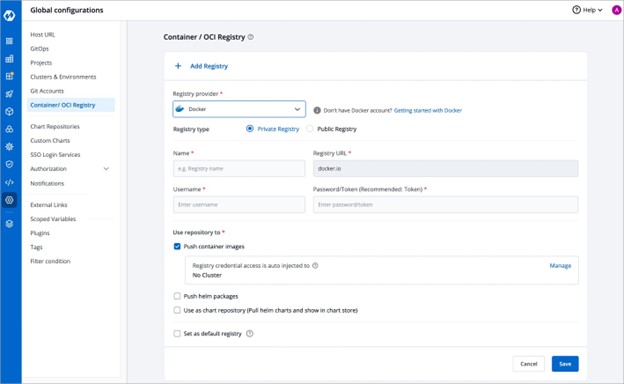 Global configurations
Help
A
Host URL
GitOps
Projects
Clusters & Environments
Git Accounts
Container/ OCI Registry
Chart Repositories
Custom Charts
SSO Login Services
Authorization
Notifications
External Links
Scoped Variables
Plugins
Tags
Filter condition
Container / OCI Registry
+ Add Registry
Registry provider *
Docker
Don't have Docker account? Getting started with Docker
Registry type
Private Registry
Public Registry
Name * Registry URL *
e.g. Registry name docker.io
Username * Password/Token (Recommended: Token) *
Enter username Enter password/token
Use repository to *
Push container images
Registry credential access is auto injected to
Manage
No Cluster
Push helm packages
Use as chart repository (Pull helm charts and show in chart store)
Set as default registry
Cancel Save